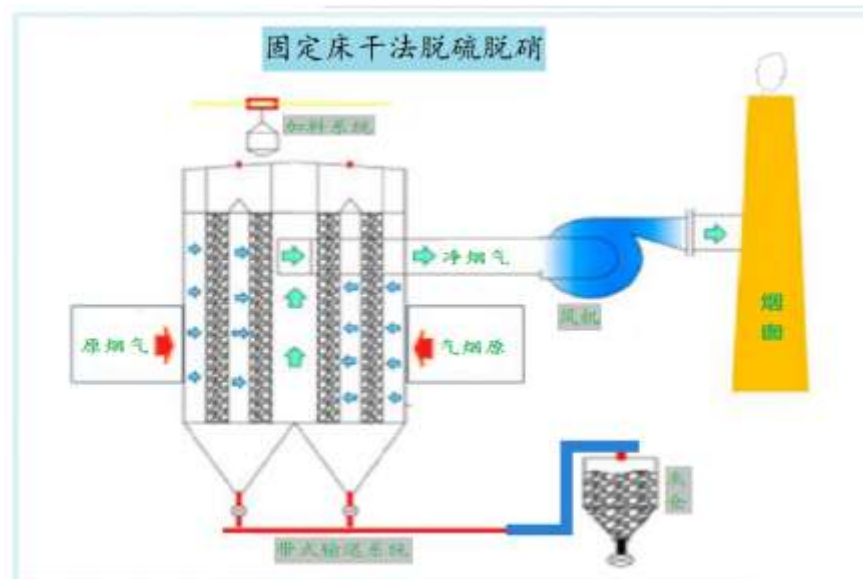 固定床干法脱硫脱硝
加料系统
净烟气
风机
烟囱
原烟气
气烟原
灰仓
带式输送系统